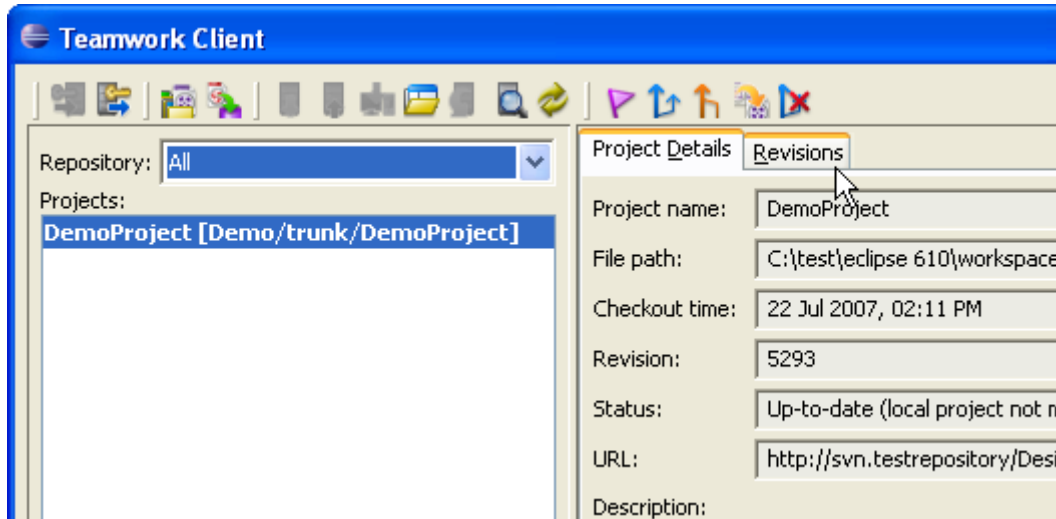 Teamwork Client
Repository: All
Projects:
DemoProject [Demo/trunk/DemoProject]
Project Details Revisions
Project name: DemoProject
File path: C:\test\eclipse 610\workspace
Checkout time: 22 Jul 2007, 02:11 PM
Revision: 5293
Status: Up-to-date (local project not
URL: http://svn.testrepository/Desi
Description: